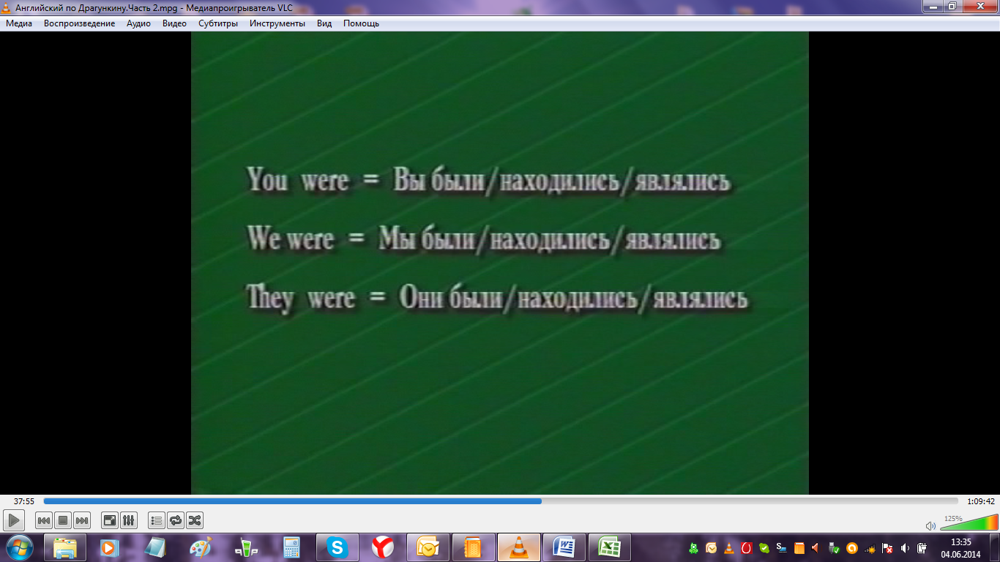 Английский по Драгункину.Часть 2.mpg - Медиапроигрыватель VLC
Медиа Воспроизведение Аудио Видео Субтитры Инструменты Вид Помощь
You were = Вы были/находились/являлись
We were = Мы были/находились/являлись
They were = Они были/находились/являлись
37:55 1:09:42
125%
13:35
04.06.2014